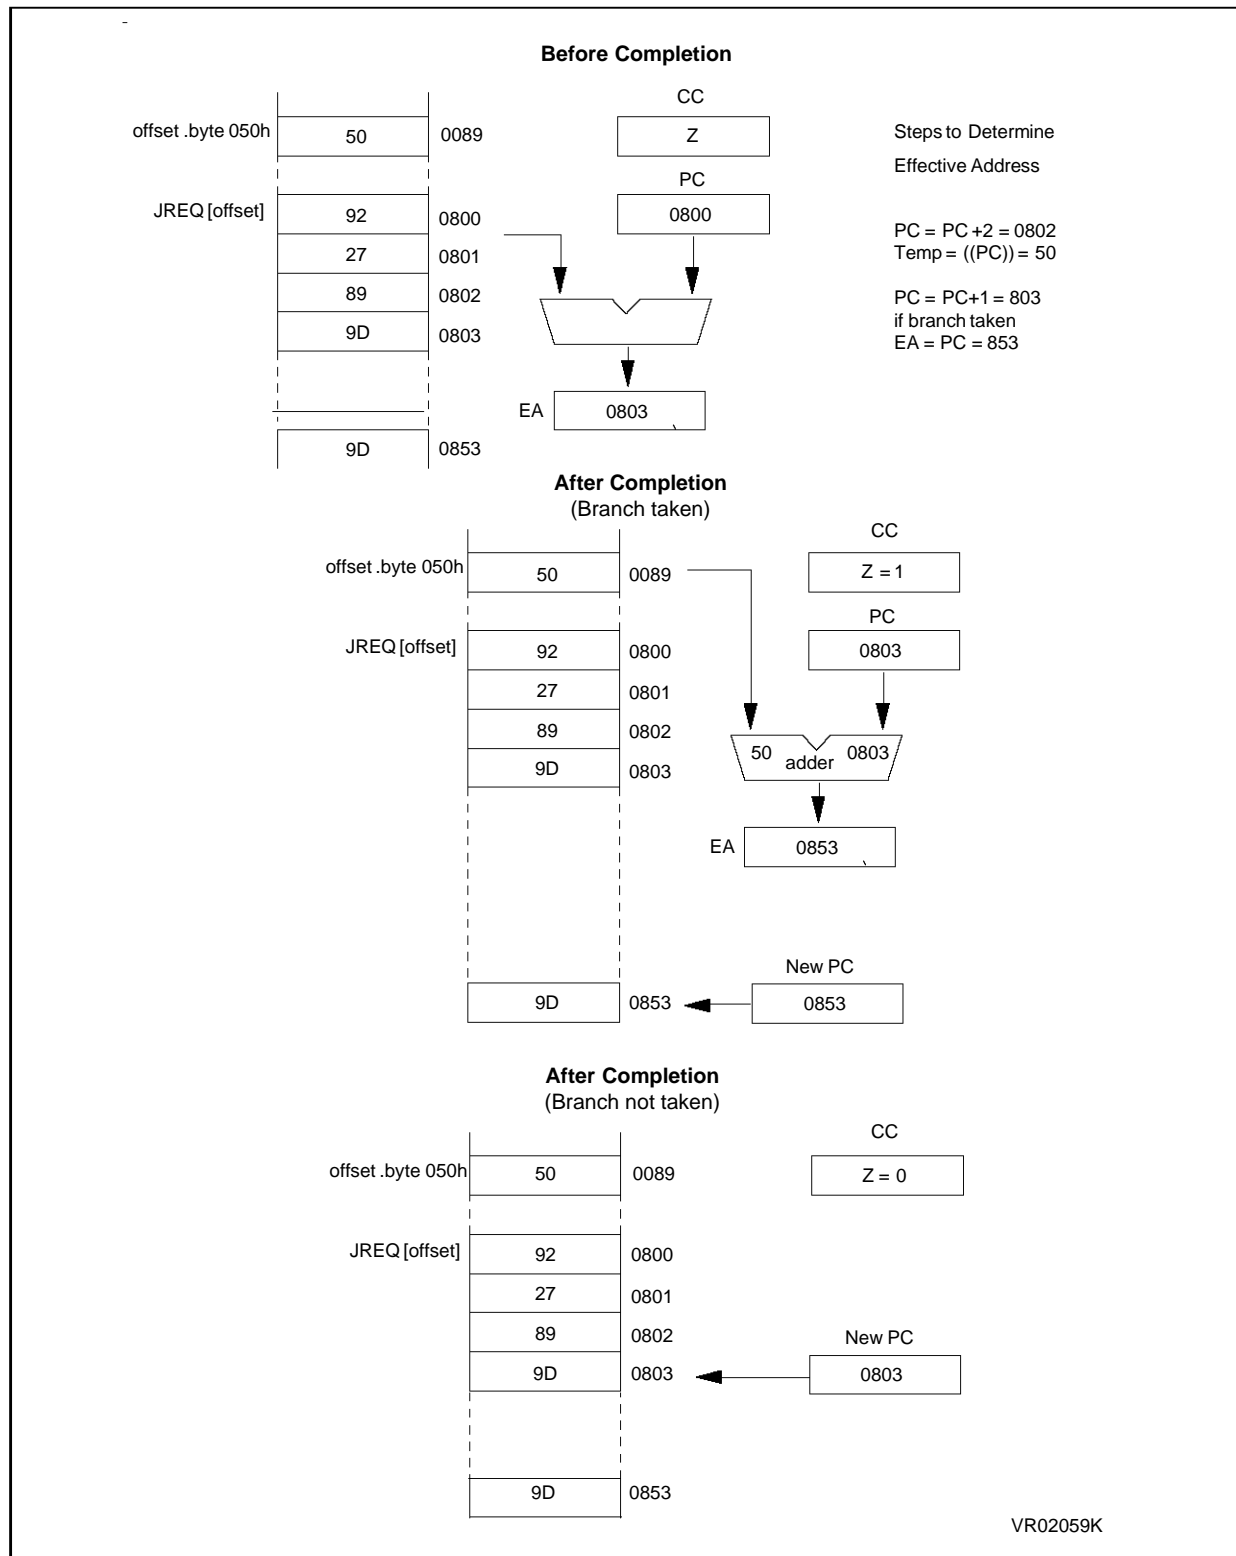 Before Completion
CC
offset .byte 050h 50 0089 Z
Steps to Determine
Effective Address
PC
JREQ [offset] 92 0800 0800
27 0801
89 0802
9D 0803
PC = PC +2 = 0802
Temp = ((PC)) = 50
PC = PC+1 = 803
if branch taken
EA = PC = 853
EA 0803
9D 0853
After Completion
(Branch taken)
CC
offset .byte 050h 50 0089 Z = 1
PC
JREQ [offset] 92 0800 0803
27 0801
89 0802
50 adder 0803
9D 0803
EA 0853
New PC
9D 0853 0853
After Completion
(Branch not taken)
CC
offset .byte 050h 50 0089 Z = 0
JREQ [offset] 92 0800
27 0801
89 0802
New PC
9D 0803 0803
9D 0853
VR02059K